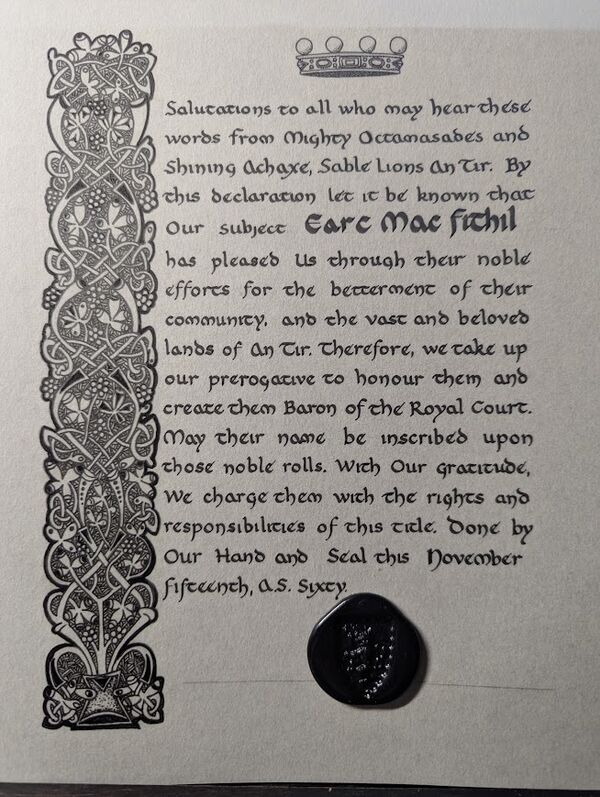 Salutations to all who may hear these
words from Mighty Octamasades and
Shining Achaxe, Sable Lions An Tir. By
this declaration let it be known that
Our subject Earc Mac Fithil
has pleased Us through their noble
efforts for the betterment of their
community, and the vast and beloved
lands of An Tir. Therefore, we take up
our prerogative to honour them and
create them Baron of the Royal Court.
May their name be inscribed upon
those noble rolls. With Our gratitude,
We charge them with the rights and
responsibilities of this title. Done by
Our Hand and Seal this November
fifteenth, A.S. Sixty.